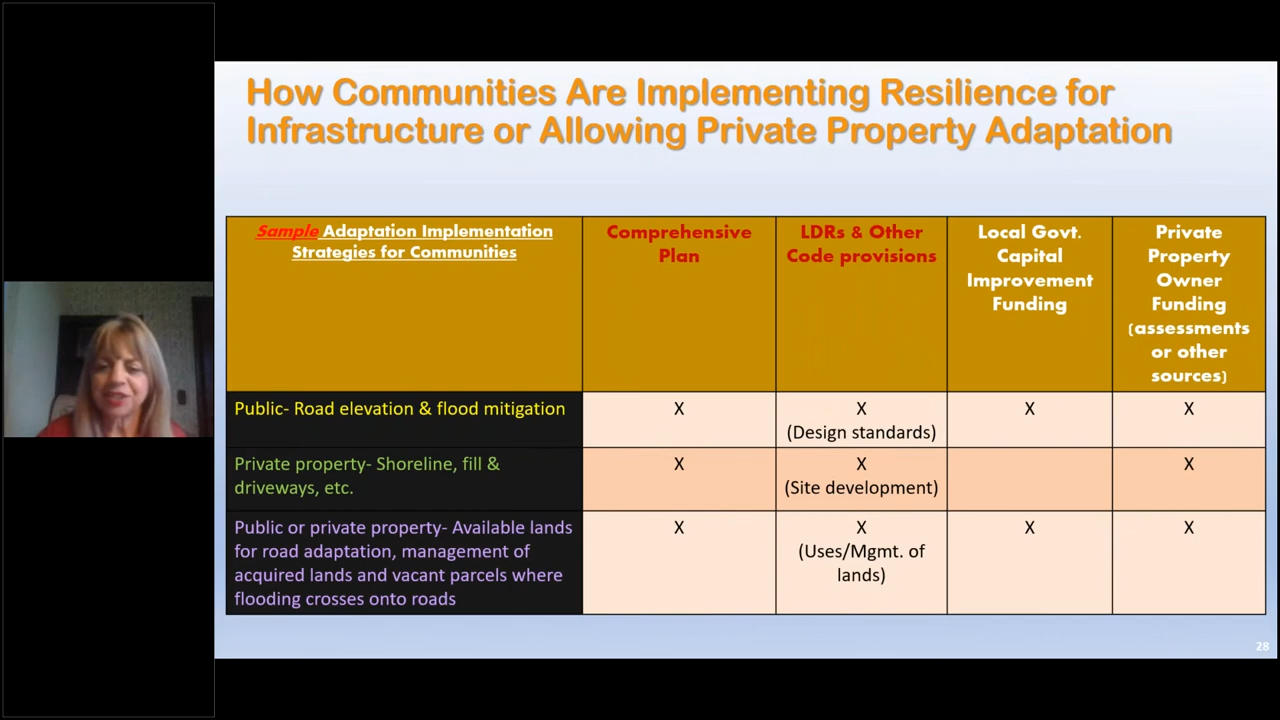 How Communities Are Implementing Resilience for
Infrastructure or Allowing Private Property Adaptation
Sample Adaptation Implementation
Strategies for Communities
Comprehensive
Plan
LDRs & Other
Code provisions
Local Govt.
Capital
Improvement
Funding
Private
Property
Owner
Funding
(assessments
or other
sources)
Public- Road elevation & flood mitigation
X
X
(Design standards)
X
X
Private property- Shoreline, fill &
driveways, etc.
X
X
(Site development)
X
Public or private property- Available lands
for road adaptation, management of
acquired lands and vacant parcels where
flooding crosses onto roads
X
X
(Uses/Mgmt. of
lands)
X
X
28